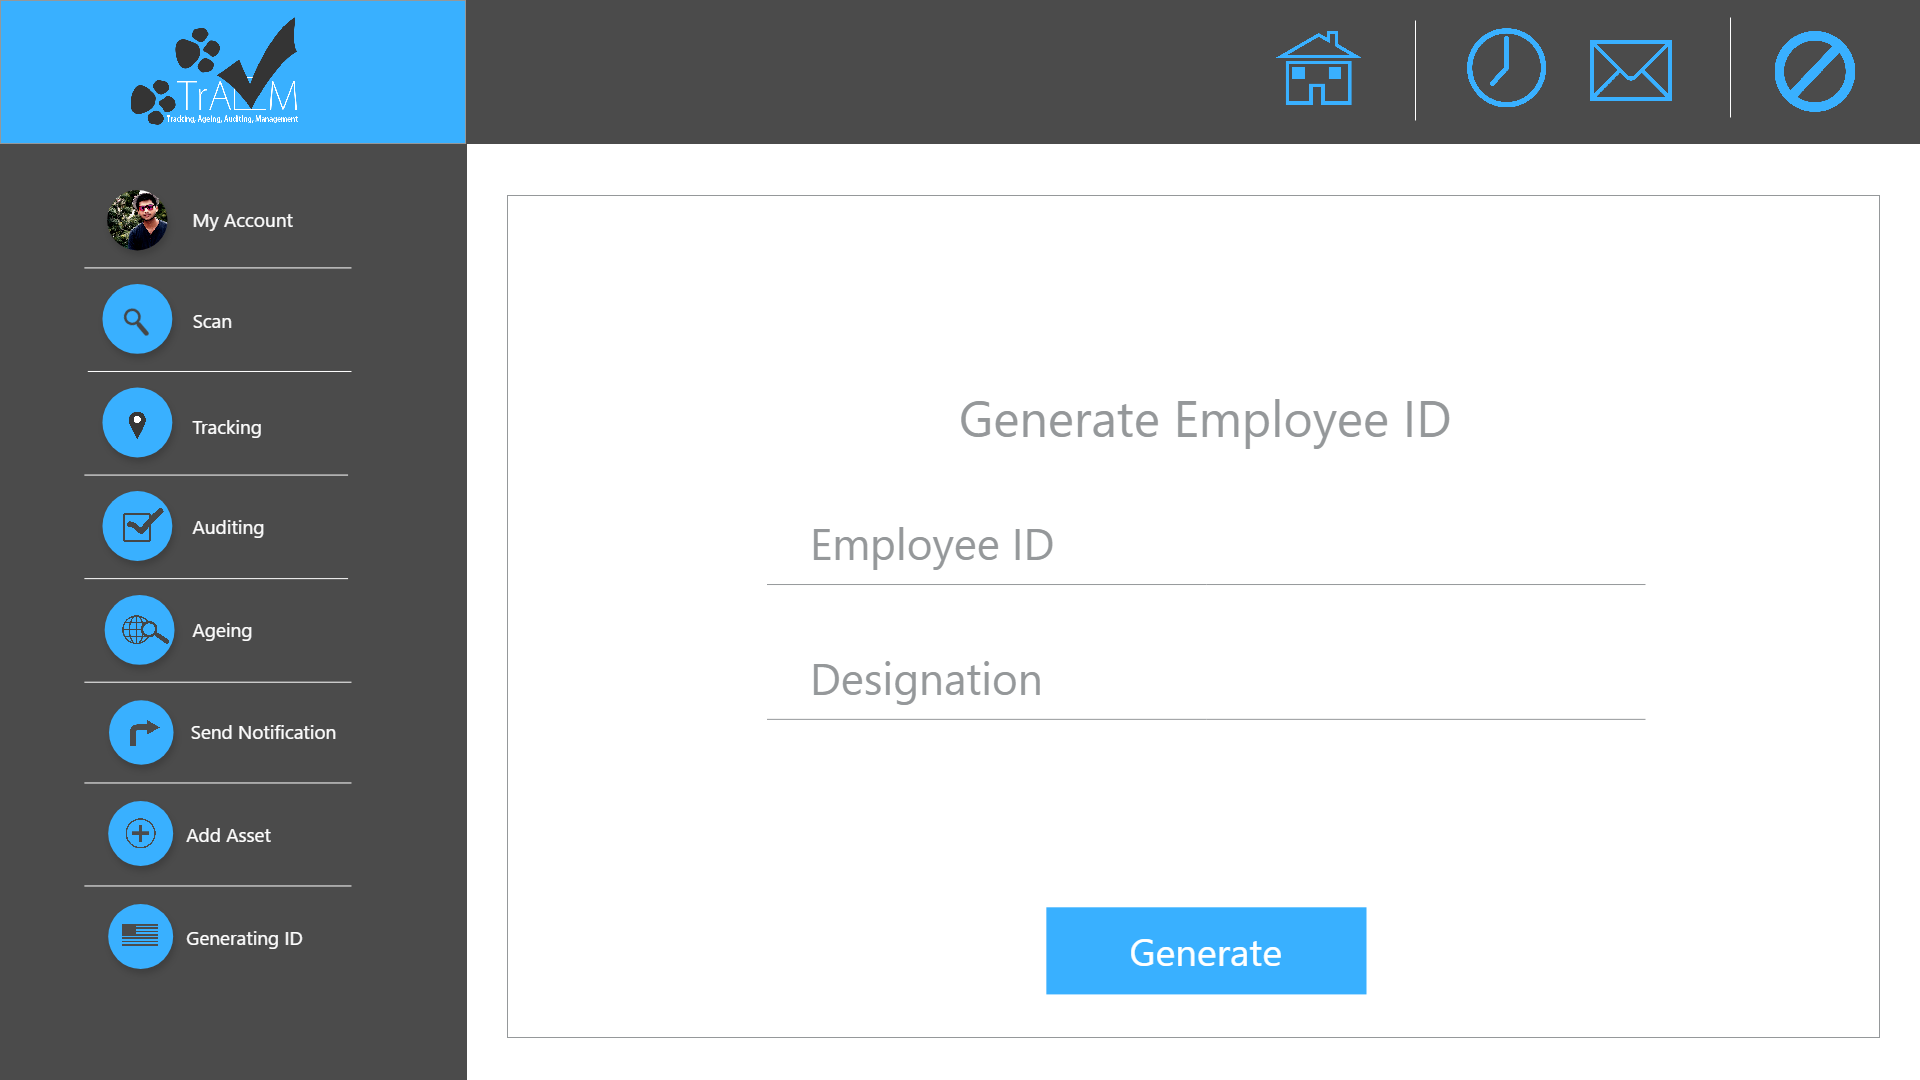 TrAEM
Tracking, Ageing, Auditing, Management
My Account
Scan
Tracking
Auditing
Ageing
Send Notification
Add Asset
Generating ID
Generate Employee ID
Employee ID
Designation
Generate